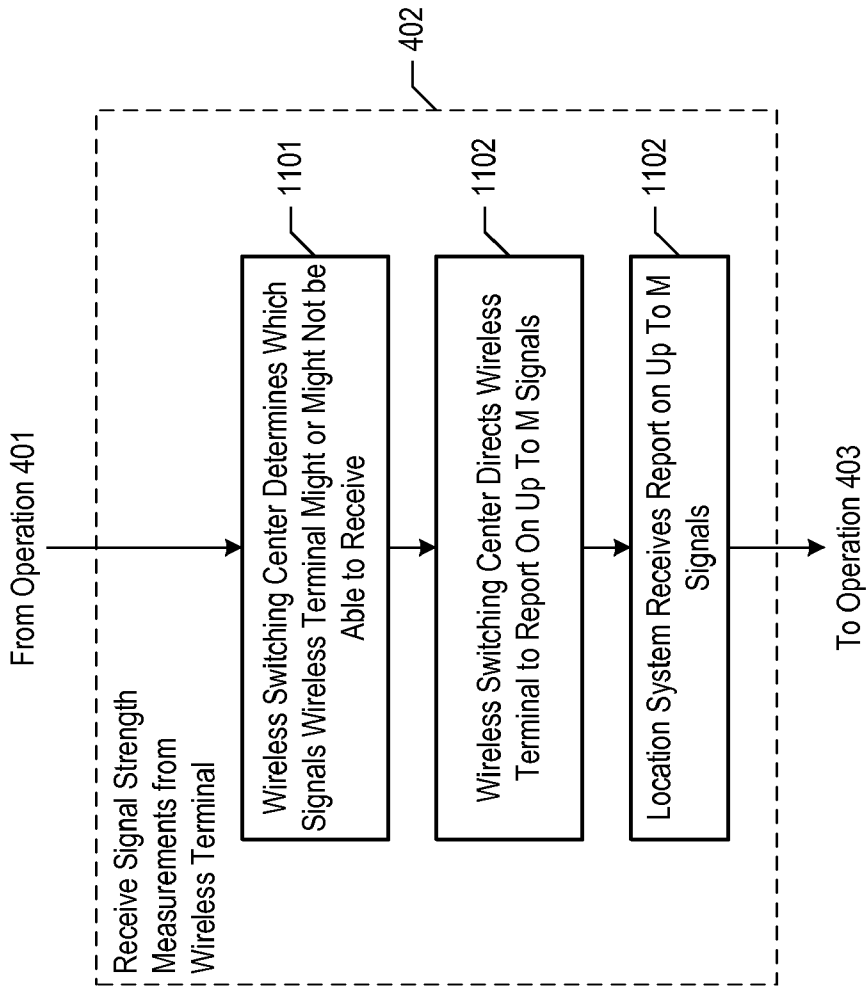 From Operation 401
Receive Signal Strength
Measurements from
Wireless Terminal
402
Wireless Switching Center Determines Which
Signals Wireless Terminal Might or Might Not be
Able to Receive
1101
Wireless Switching Center Directs Wireless
Terminal to Report On Up To M Signals
1102
Location System Receives Report on Up To M
Signals
1102
To Operation 403